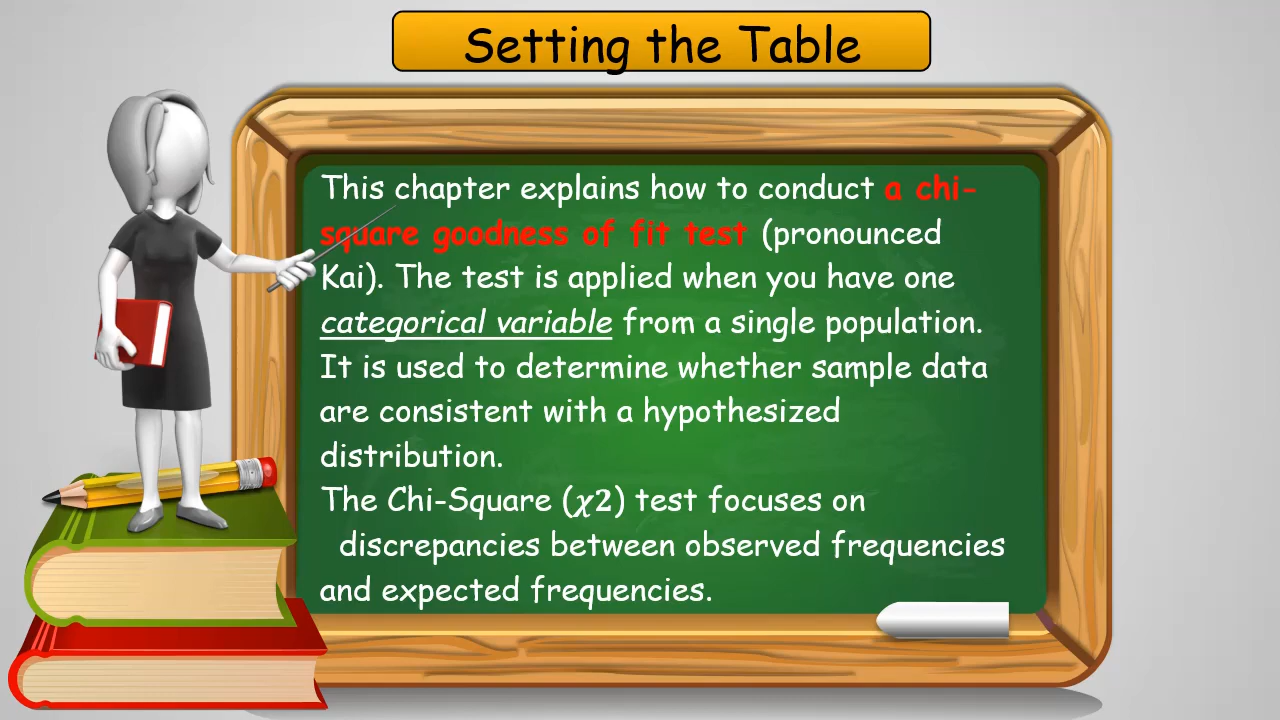 Setting the Table
This chapter explains how to conduct a chi-
square goodness of fit test (pronounced
Kai). The test is applied when you have one
categorical variable from a single population.
It is used to determine whether sample data
are consistent with a hypothesized
distribution.
The Chi-Square (𝝌𝟐) test focuses on
discrepancies between observed frequencies
and expected frequencies.